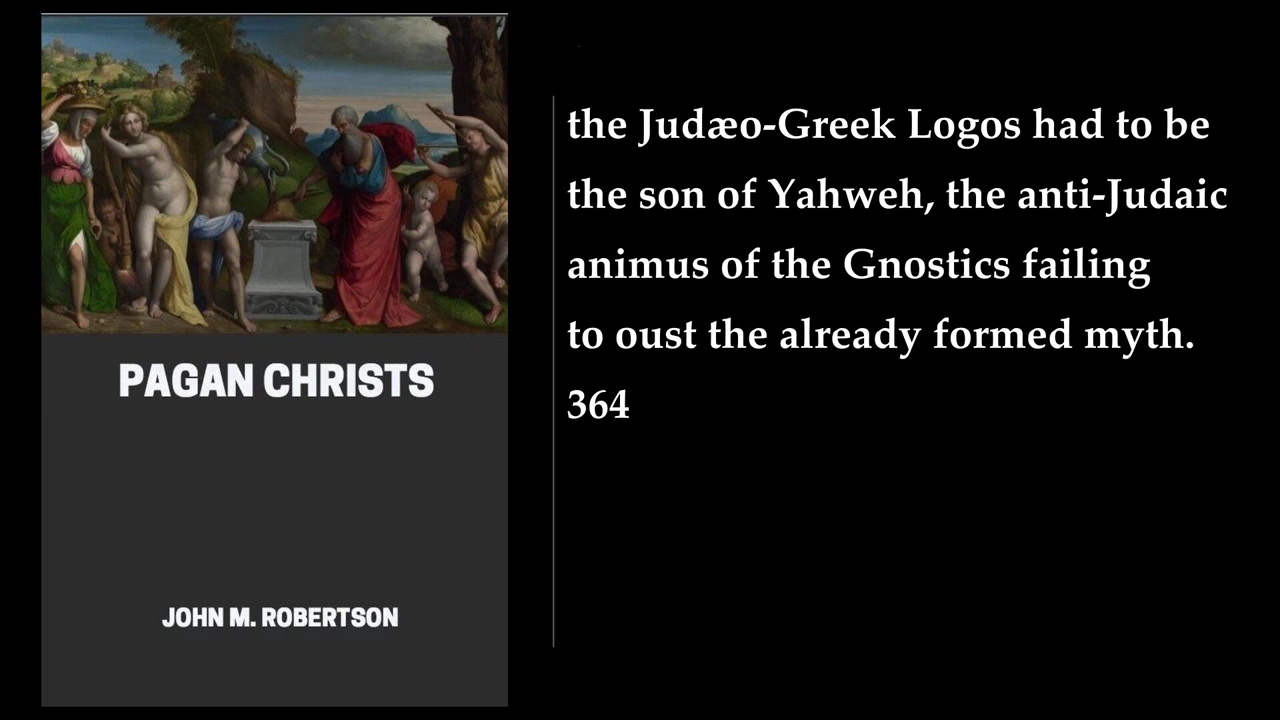 PAGAN CHRISTS
JOHN M. ROBERTSON
the Judæo-Greek Logos had to be
the son of Yahweh, the anti-Judaic
animus of the Gnostics failing
to oust the already formed myth.
364